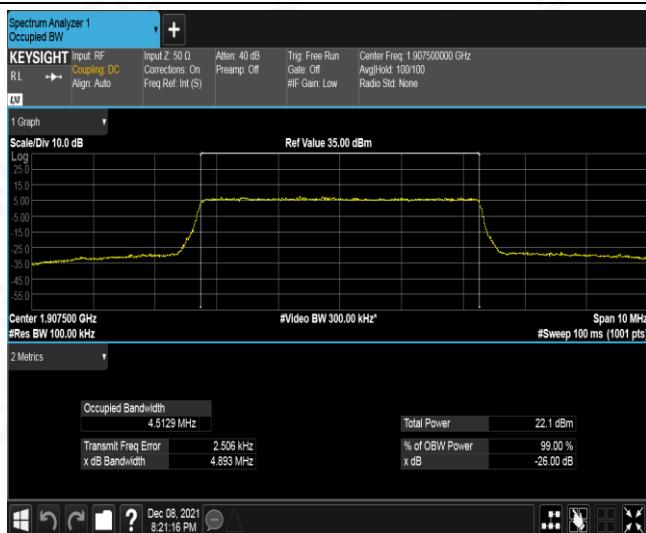 Spectrum Analyzer 1
Occupied BW
KEYSIGHT
RL
Input: RF
Coupling: DC
Align: Auto
Input Z: 50 Ω
Corrections: On
Freq Ref: Int (S)
Atten: 40 dB
Preamp: Off
Trig: Free Run
Gate: Off
#IF Gain: Low
Center Freq: 1.907500000 GHz
Avg|Hold: 100/100
Radio Std: None
LXI
1 Graph
Scale/Div 10.0 dB
Ref Value 35.00 dBm
Log
25.0
15.0
5.00
-5.00
-15.0
-25.0
-35.0
-45.0
-55.0
Center 1.907500 GHz
#Video BW 300.00 kHz*
Span 10 MHz
#Res BW 100.00 kHz
#Sweep 100 ms (1001 pts)
2 Metrics
Occupied Bandwidth
4.5129 MHz
Total Power 22.1 dBm
Transmit Freq Error 2.506 kHz
% of OBW Power 99.00 %
x dB Bandwidth 4.893 MHz
x dB -26.00 dB
?
Dec 08, 2021
8:21:16 PM